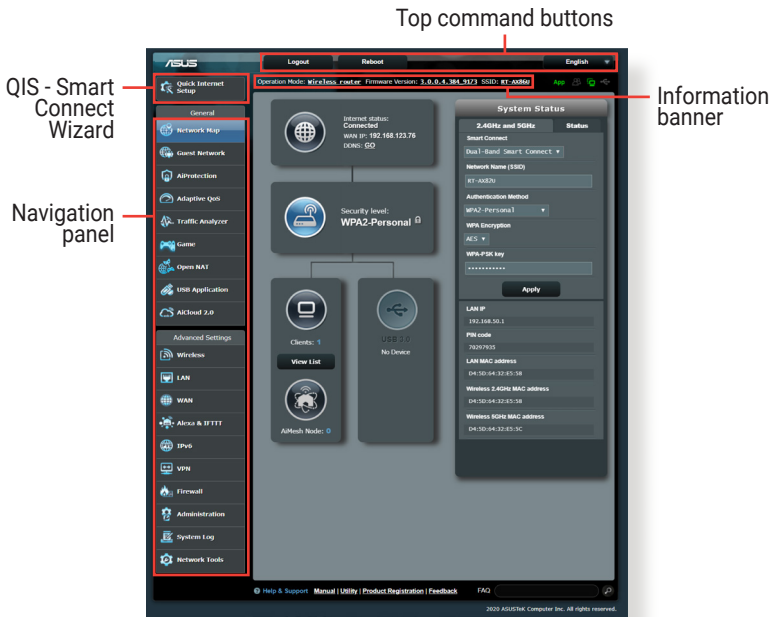 Top command buttons
QIS - Smart
Connect
Wizard
Navigation
panel
Information
banner
ASUS
Logout
Reboot
English
Quick Internet
Setup
Operation Mode: Wireless router Firmware Version: 3.0.0.4.384_9173 SSID: RT-AX86U
App
General
Network Map
Guest Network
AiProtection
Adaptive QoS
Traffic Analyzer
Game
Open NAT
USB Application
AiCloud 2.0
Advanced Settings
Wireless
LAN
WAN
Alexa & IFTTT
IPv6
VPN
Firewall
Administration
System Log
Network Tools
Internet status:
Connected
WAN IP: 192.168.123.76
DDNS: GO
Security level:
WPA2-Personal
Clients: 1
View List
AiMesh Node: 0
USB 3.0
No Device
System Status
2.4GHz and 5GHz
Status
Smart Connect
Dual-Band Smart Connect
Network Name (SSID)
RT-AX82U
Authentication Method
WPA2-Personal
WPA Encryption
AES
WPA-PSK key
Apply
LAN IP
192.168.50.1
PIN code
70297935
LAN MAC address
D4:5D:64:32:E5:58
Wireless 2.4GHz MAC address
D4:5D:64:32:E5:58
Wireless 5GHz MAC address
D4:5D:64:32:E5:5C
Help & Support Manual | Utility | Product Registration | Feedback
FAQ
2020 ASUSTeK Computer Inc. All rights reserved.